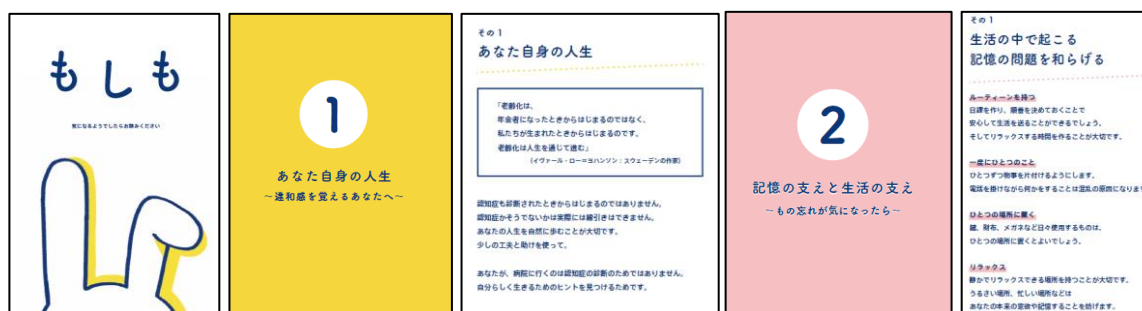 もしも
気になるようでしたらお読みください
1
あなた自身の人生
～違和感を覚えるあなたへ～
その1
あなた自身の人生
「老齢化は、
年金者になったときからはじまるのではなく、
私たちが生まれたときからはじまるのです。
老齢化は人生を通じて進む」
（イヴァール・ロー＝ヨハンソン：スウェーデンの作家）
認知症も診断されたときからはじまるのではありません。
認知症かそうでないかは実際には線引きはできません。
あなたの人生を自然に歩むことが大切です。
少しの工夫と助けを使って。
あなたが、病院に行くのは認知症の診断のためではありません。
自分らしく生きるためのヒントを見つけるためです。
2
記憶の支えと生活の支え
～もの忘れが気になったら～
その1
生活の中で起こる
記憶の問題を和らげる
ルーティーンを持つ
日課を作り、順番を決めておくことで
安心して生活を送ることができるでしょう。
そしてリラックスする時間を作ることが大切です。
一度にひとつのこと
ひとつずつ物事を片付けるようにします。
電話を掛けながら何かをすることは混乱の原因になりま
ひとつの場所に置く
鍵、財布、メガネなど日々使用するものは、
ひとつの場所に置くとよいでしょう。
リラックス
静かでリラックスできる場所を持つことが大切です。
うるさい場所、忙しい場所などは
あなたの本来の意欲や記憶することを妨げます。